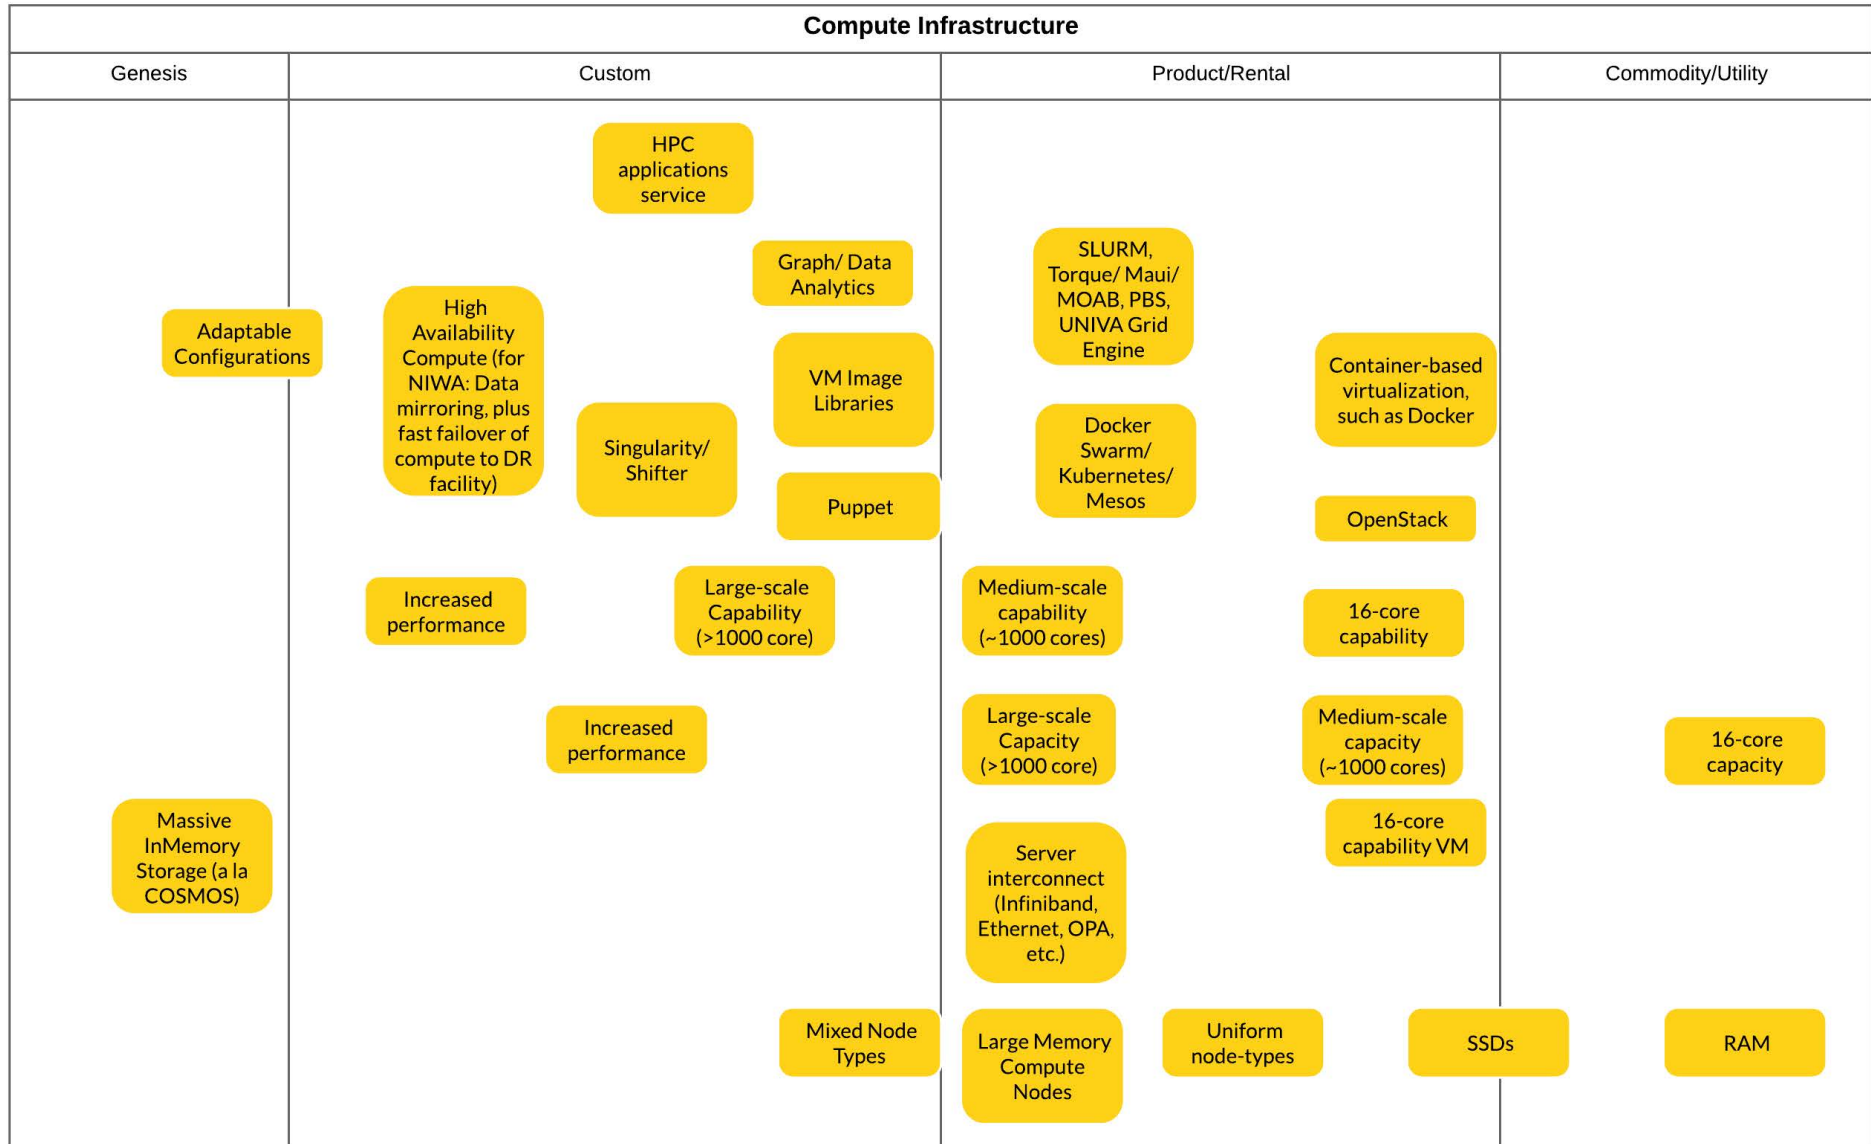 Compute Infrastructure
Genesis
Custom
Product/Rental
Commodity/Utility
HPC
applications
service
Graph/ Data
Analytics
SLURM,
Torque/ Maui/
MOAB, PBS,
UNIVA Grid
Engine
High
Availability
Compute (for
NIWA: Data
mirroring, plus
fast failover of
compute to DR
facility)
Adaptable
Configurations
VM Image
Libraries
Container-based
virtualization,
such as Docker
Singularity/
Shifter
Docker
Swarm/
Kubernetes/
Mesos
Puppet
OpenStack
Increased
performance
Large-scale
Capability
(>1000 core)
Medium-scale
capability
(~1000 cores)
16-core
capability
Increased
performance
Large-scale
Capacity
(>1000 core)
Medium-scale
capacity
(~1000 cores)
16-core
capacity
Massive
InMemory
Storage (a la
COSMOS)
16-core
capability VM
Server
interconnect
(Infiniband,
Ethernet, OPA,
etc.)
Mixed Node
Types
Large Memory
Compute
Nodes
Uniform
node-types
SSDs
RAM